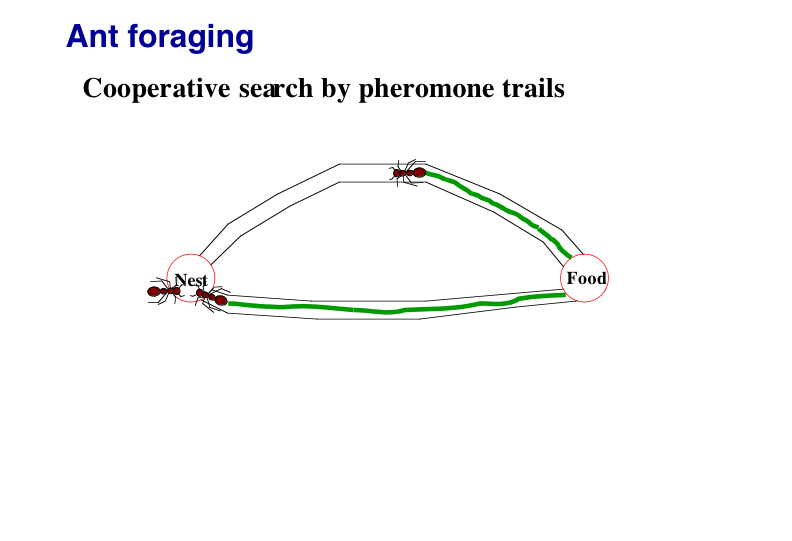 Ant foraging
Cooperative search by pheromone trails
Nest
Food